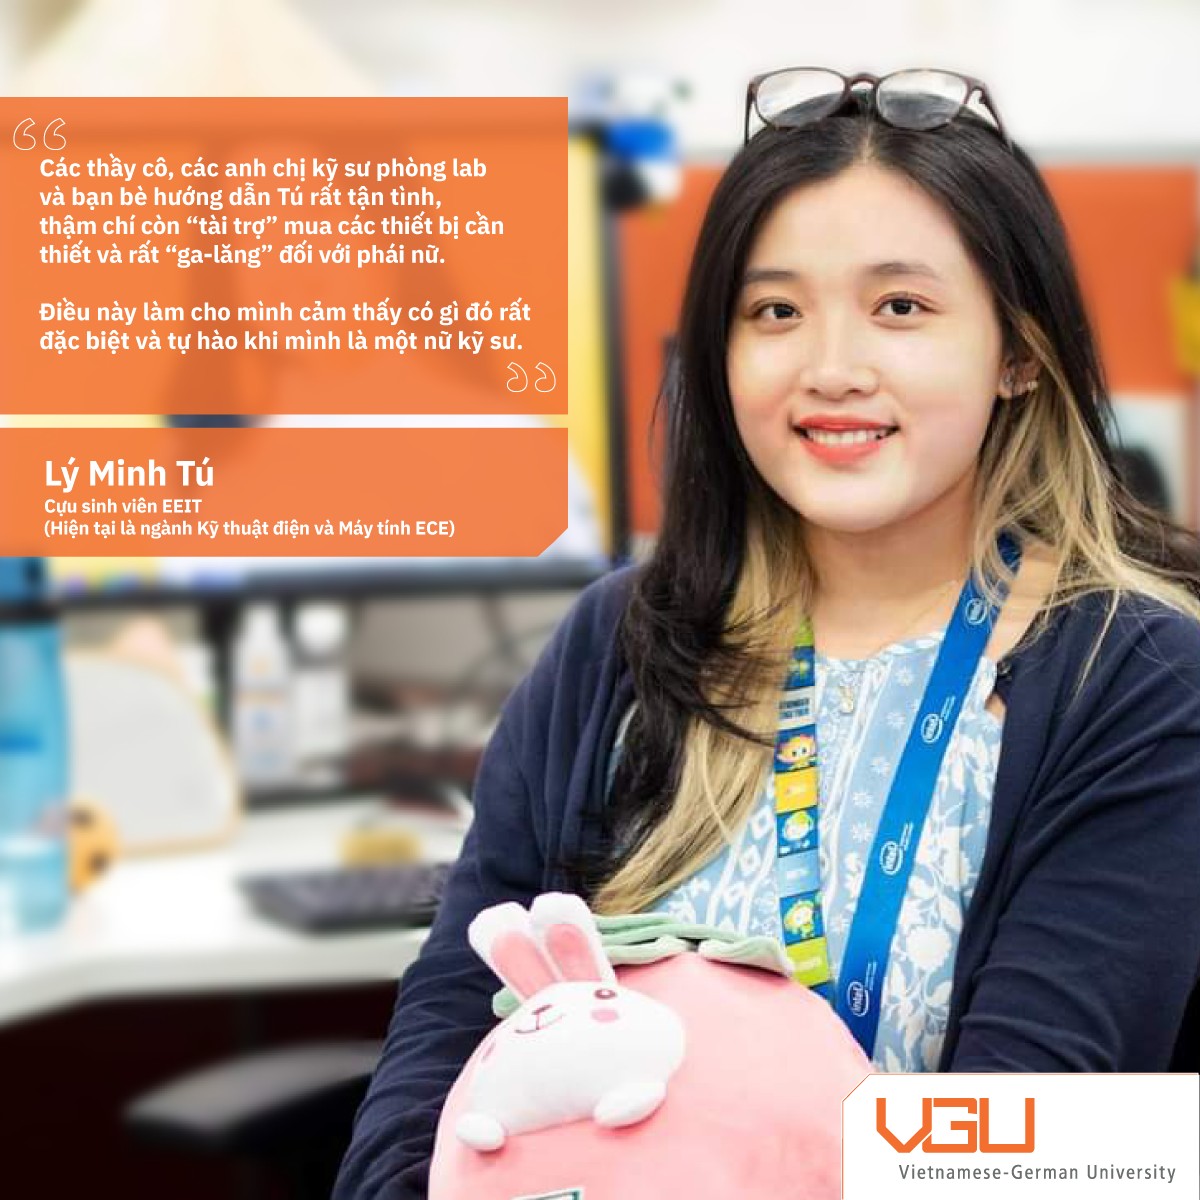 Các thầy cô, các anh chị kỹ sư phòng lab
và bạn bè hướng dẫn Tú rất tận tình,
thậm chí còn “tài trợ” mua các thiết bị cần
thiết và rất “ga-lăng” đối với phái nữ.
Điều này làm cho mình cảm thấy có gì đó rất
đặc biệt và tự hào khi mình là một nữ kỹ sư.
Lý Minh Tú
Cựu sinh viên EEIT
(Hiện tại là ngành Kỹ thuật điện và Máy tính ECE)
intel
intel
intel
intel
VGU
Vietnamese-German University